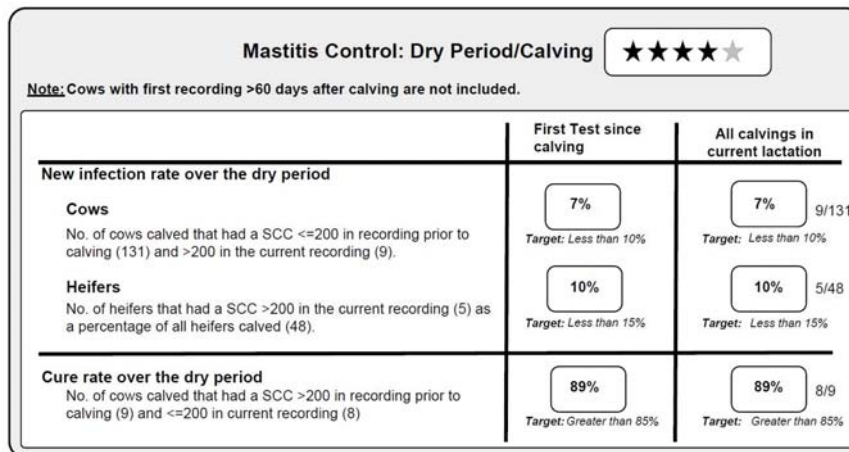 Mastitis Control: Dry Period/Calving
Note: Cows with first recording >60 days after calving are not included.
First Test since
calving
All calvings in
current lactation
New infection rate over the dry period
Cows
No. of cows calved that had a SCC <=200 in recording prior to
calving (131) and >200 in the current recording (9).
7%
Target: Less than 10%
7%
9/131
Target: Less than 10%
Heifers
No. of heifers that had a SCC >200 in the current recording (5) as
a percentage of all heifers calved (48).
10%
Target: Less than 15%
10%
5/48
Target: Less than 15%
Cure rate over the dry period
No. of cows calved that had a SCC >200 in recording prior to
calving (9) and <=200 in current recording (8)
89%
Target: Greater than 85%
89%
8/9
Target: Greater than 85%